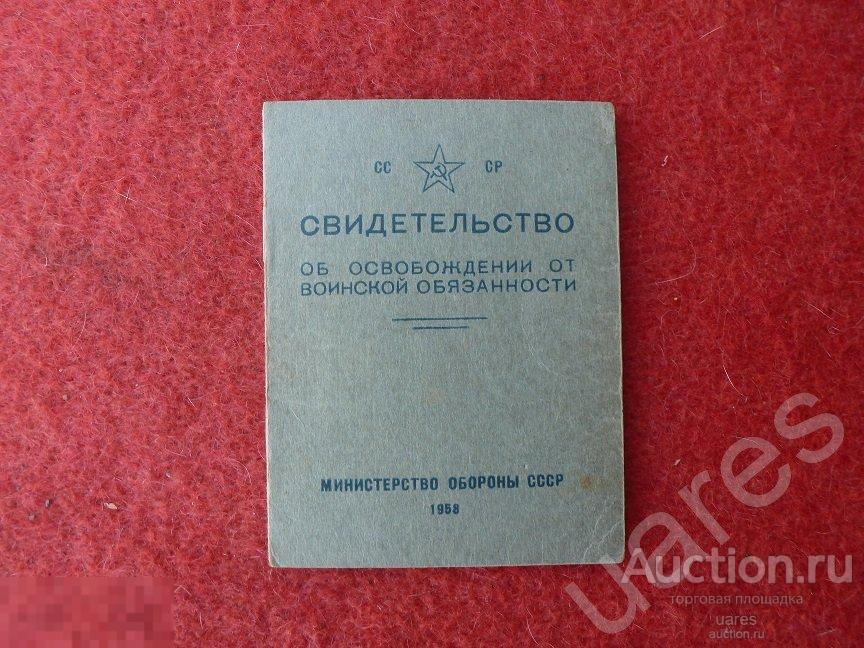 СС СР
СВИДЕТЕЛЬСТВО
ОБ ОСВОБОЖДЕНИИ ОТ
ВОИНСКОЙ ОБЯЗАННОСТИ
МИНИСТЕРСТВО ОБОРОНЫ СССР
1958
uares
Auction.ru
торговая площадка
uares
auction.ru